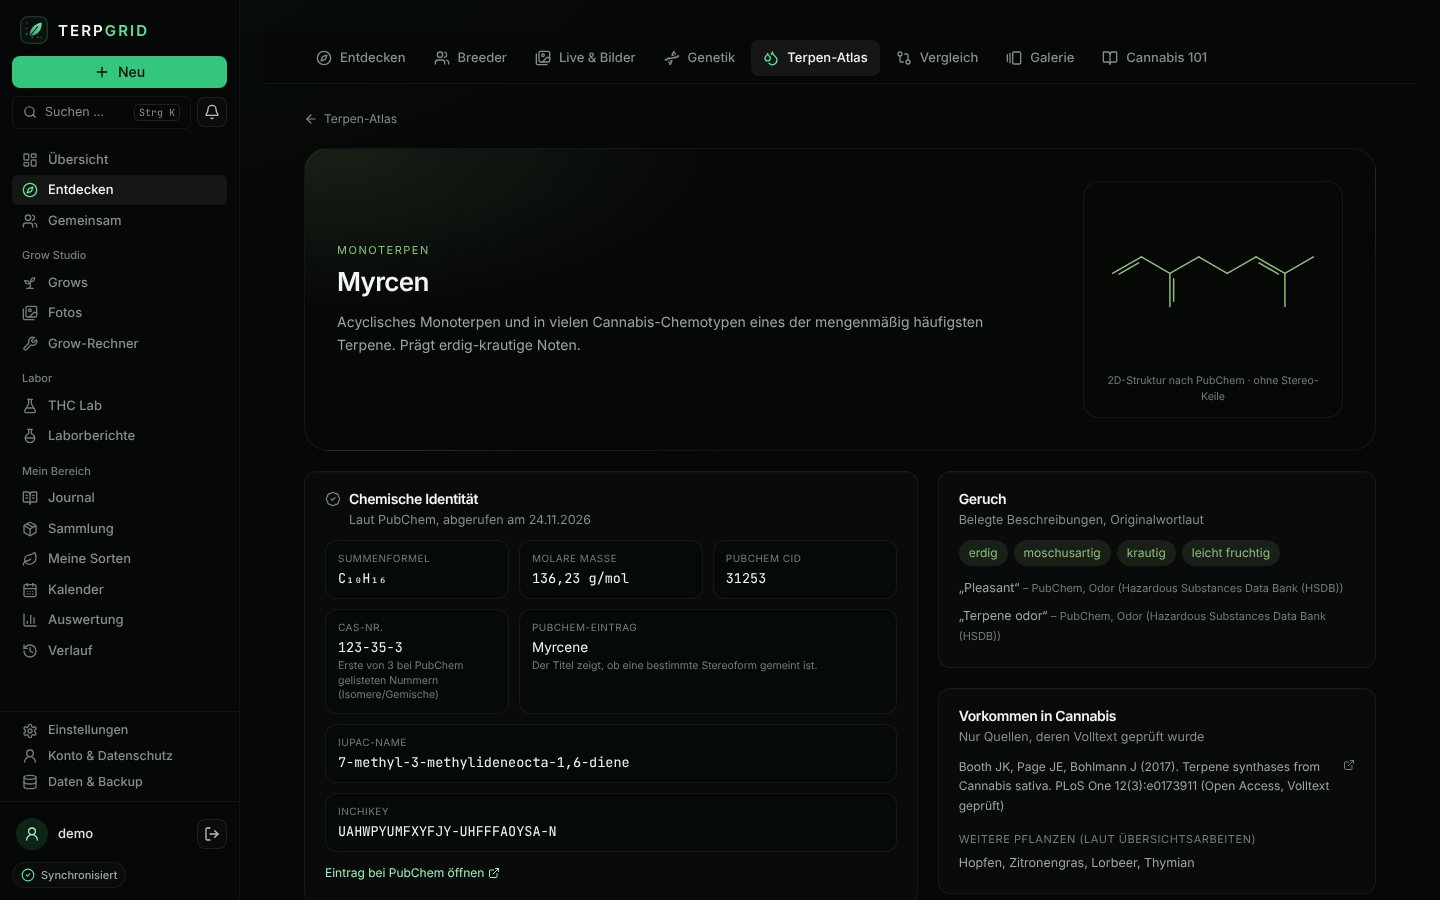 TERPGRID
Neu
Suchen ...
Strg K
Übersicht
Entdecken
Gemeinsam
Grow Studio
Grows
Fotos
Grow-Rechner
Labor
THC Lab
Laborberichte
Mein Bereich
Journal
Sammlung
Meine Sorten
Kalender
Auswertung
Verlauf
Einstellungen
Konto & Datenschutz
Daten & Backup
demo
Synchronisiert
Entdecken
Breeder
Live & Bilder
Genetik
Terpen-Atlas
Vergleich
Galerie
Cannabis 101
Terpen-Atlas
MONOTERPEN
Myrcen
Acyclisches Monoterpen und in vielen Cannabis-Chemotypen eines der mengenmäßig häufigsten
Terpene. Prägt erdig-krautige Noten.
2D-Struktur nach PubChem · ohne Stereo-
Keile
Chemische Identität
Laut PubChem, abgerufen am 24.11.2026
SUMMENFORMEL
C₁₀H₁₆
MOLARE MASSE
136,23 g/mol
PUBCHEM CID
31253
CAS-NR.
123-35-3
Erste von 3 bei PubChem
gelisteten Nummern
(Isomere/Gemische)
PUBCHEM-EINTRAG
Myrcene
Der Titel zeigt, ob eine bestimmte Stereoform gemeint ist.
IUPAC-NAME
7-methyl-3-methylideneocta-1,6-diene
INCHIKEY
UAHWPYUMFXYFJY-UHFFFAOYSA-N
Eintrag bei PubChem öffnen
Geruch
Belegte Beschreibungen, Originalwortlaut
erdig
moschusartig
krautig
leicht fruchtig
„Pleasant“ – PubChem, Odor (Hazardous Substances Data Bank (HSDB))
„Terpene odor“ – PubChem, Odor (Hazardous Substances Data Bank
(HSDB))
Vorkommen in Cannabis
Nur Quellen, deren Volltext geprüft wurde
Booth JK, Page JE, Bohlmann J (2017). Terpene synthases from
Cannabis sativa. PLoS One 12(3):e0173911 (Open Access, Volltext
geprüft)
WEITERE PFLANZEN (LAUT ÜBERSICHTSARBEITEN)
Hopfen, Zitronengras, Lorbeer, Thymian